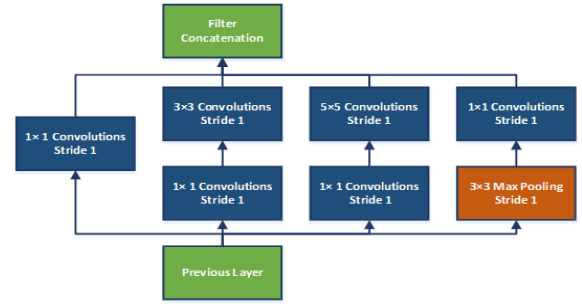 Filter
Concatenation
1× 1 Convolutions
Stride 1
3×3 Convolutions
Stride 1
5×5 Convolutions
Stride 1
1×1 Convolutions
Stride 1
1× 1 Convolutions
Stride 1
1× 1 Convolutions
Stride 1
3×3 Max Pooling
Stride 1
Previous Layer